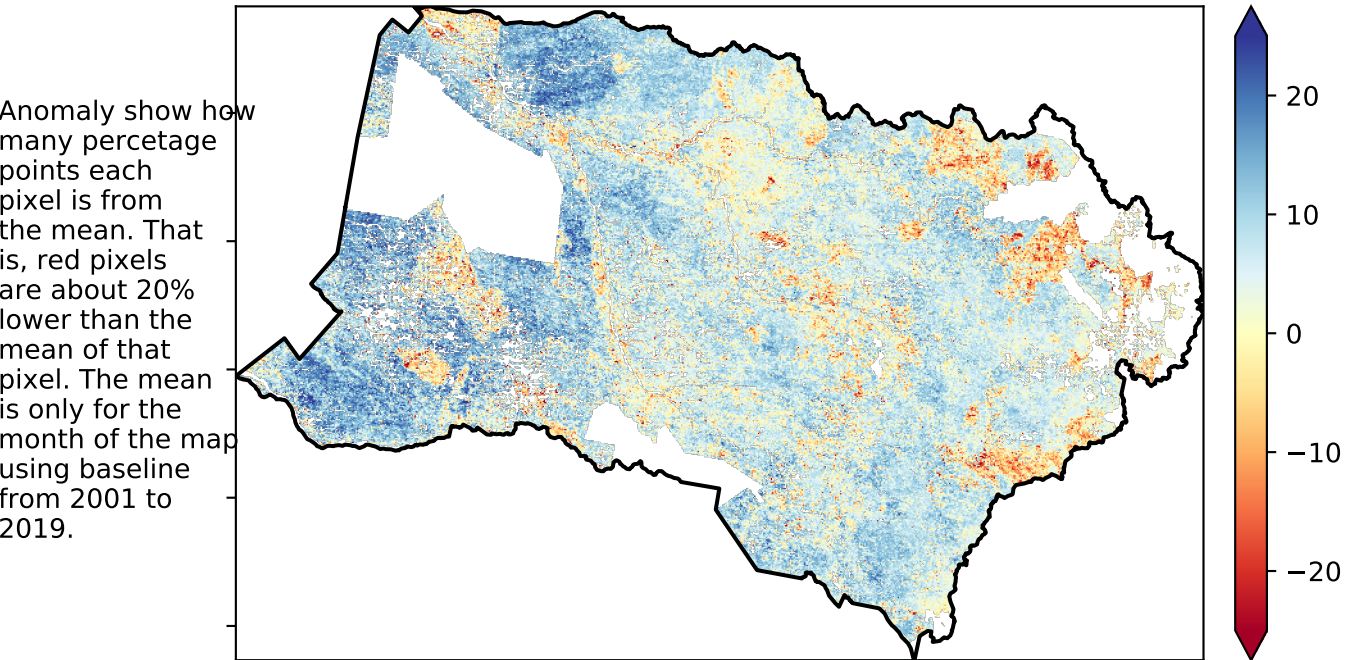 Anomaly show how
many percetage
points each
pixel is from
the mean. That
is, red pixels
are about 20%
lower than the
mean of that
pixel. The mean
is only for the
month of the map
using baseline
from 2001 to
2019.
20
10
0
−10
−20